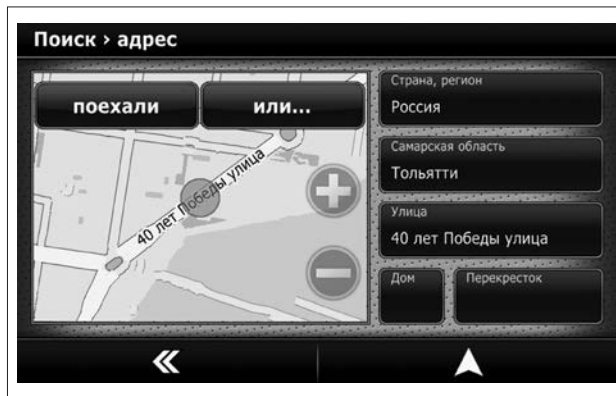 Поиск › адрес
поехали
или...
40 лет Победы улица
Страна, регион
Россия
Самарская область
Тольятти
Улица
40 лет Победы улица
Дом
Перекресток